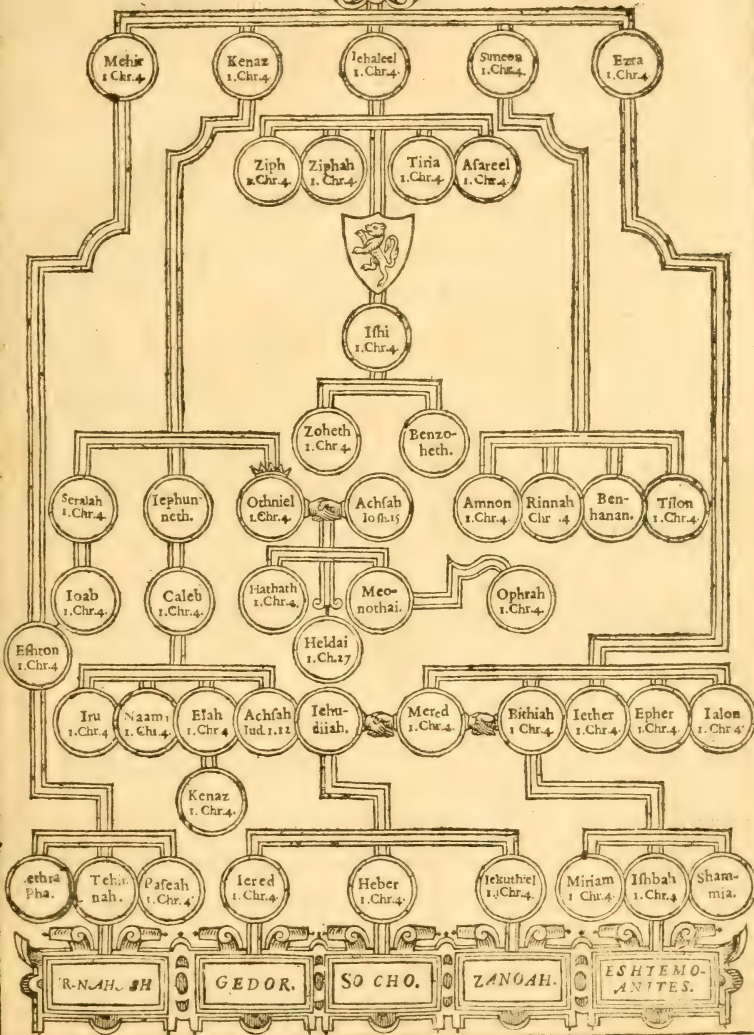 Mehir
1 Chr.4.
Kenaz
1.Chr.4.
Iehaleel
1.Chr.4.
Simeon
1.Chr.4.
Ezra
1.Chr.4
Ziph
1.Chr.4.
Ziphah
1.Chr.4
Tiria
1.Chr.4.
Asareel
1.Chr.4.
Iſhi
1.Chr.4.
Zoheth
1.Chr 4.
Benzo-
heth.
Seraiah
1.Chr.4.
Iephun-
neth.
Othniel
1.Chr.4
Achſah
Ioſh.15
Amnon
1.Chr.4.
Rinnah
Chr .4
Ben-
hanan.
Tilon
1.Chr.4.
Ioab
1.Chr.4.
Caleb
1.Chr.4.
Hathath
1.Chr.4.
Meo-
nothai.
Ophrah
1.Chr.4.
Heldai
1.Ch.27
Eſhton
1.Chr.4
Iru
1.Chr.4
Naam
1.Chr.4.
Elah
1.Chr 4
Achſah
Iud.1.12
Iehu-
diiah.
Mered
1.Chr.4.
Bithiah
1 Chr.4.
Iether
1.Chr.4.
Epher
1.Chr.4.
Ialon
1.Chr 4.
Kenaz
1.Chr.4.
ethra
Pha.
Tehin
nah.
Paſeah
1.Chr.4.
Iered
1.Chr.4.
Heber
1.Chr.4.
Iekuthiel
1.Chr.4.
Miriam
1 Chr.4.
Iſhbah
1.Chr.4
Sham-
mia.
GEDOR.
SO CHO.
ZANOAH.
ESHTEMO-
ANITES.